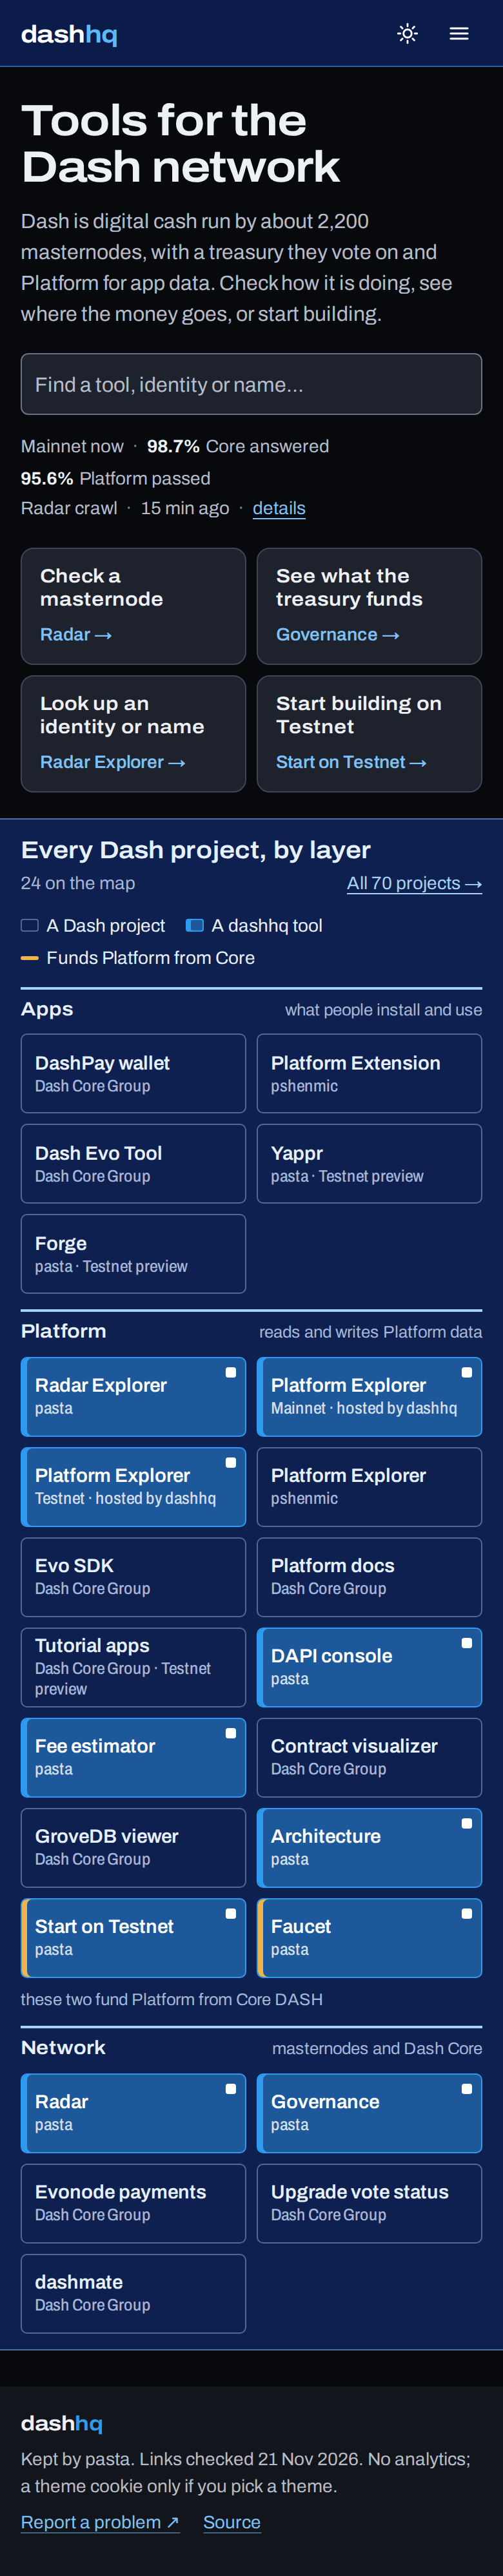 dashhq
Tools for the
Dash network
Dash is digital cash run by about 2,200
masternodes, with a treasury they vote on and
Platform for app data. Check how it is doing, see
where the money goes, or start building.
Find a tool, identity or name…
Mainnet now · 98.7% Core answered
95.6% Platform passed
Radar crawl · 15 min ago · details
Check a
masternode
Radar →
See what the
treasury funds
Governance →
Look up an
identity or name
Radar Explorer →
Start building on
Testnet
Start on Testnet →
Every Dash project, by layer
24 on the map
All 70 projects →
A Dash project
A dashhq tool
Funds Platform from Core
Apps
what people install and use
DashPay wallet
Dash Core Group
Platform Extension
pshenmic
Dash Evo Tool
Dash Core Group
Yappr
pasta · Testnet preview
Forge
pasta · Testnet preview
Platform
reads and writes Platform data
Radar Explorer
pasta
Platform Explorer
Mainnet · hosted by dashhq
Platform Explorer
Testnet · hosted by dashhq
Platform Explorer
pshenmic
Evo SDK
Dash Core Group
Platform docs
Dash Core Group
Tutorial apps
Dash Core Group · Testnet
preview
DAPI console
pasta
Fee estimator
pasta
Contract visualizer
Dash Core Group
GroveDB viewer
Dash Core Group
Architecture
pasta
Start on Testnet
pasta
Faucet
pasta
these two fund Platform from Core DASH
Network
masternodes and Dash Core
Radar
pasta
Governance
pasta
Evonode payments
Dash Core Group
Upgrade vote status
Dash Core Group
dashmate
Dash Core Group
dashhq
Kept by pasta. Links checked 21 Nov 2026. No analytics;
a theme cookie only if you pick a theme.
Report a problem ↗
Source